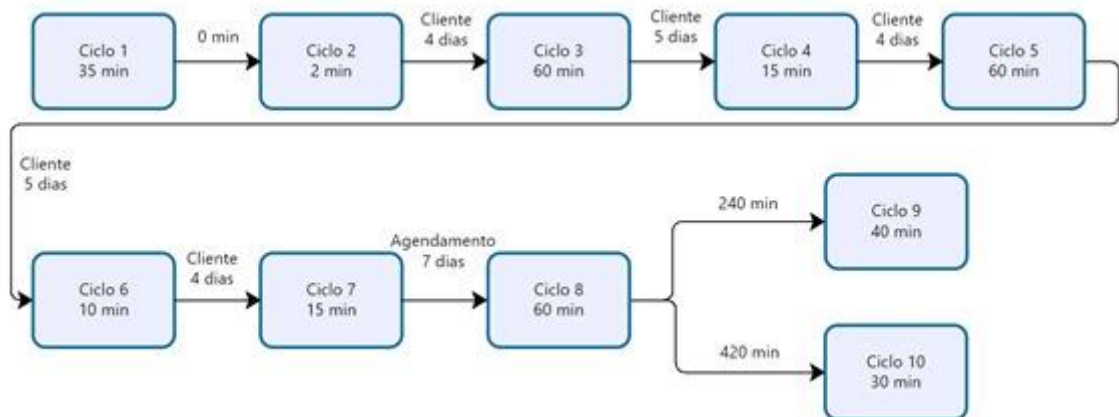 Ciclo 1
35 min
0 min
Ciclo 2
2 min
Cliente
4 dias
Ciclo 3
60 min
Cliente
5 dias
Ciclo 4
15 min
Cliente
4 dias
Ciclo 5
60 min
Cliente
5 dias
Ciclo 6
10 min
Cliente
4 dias
Ciclo 7
15 min
Agendamento
7 dias
Ciclo 8
60 min
240 min
Ciclo 9
40 min
420 min
Ciclo 10
30 min